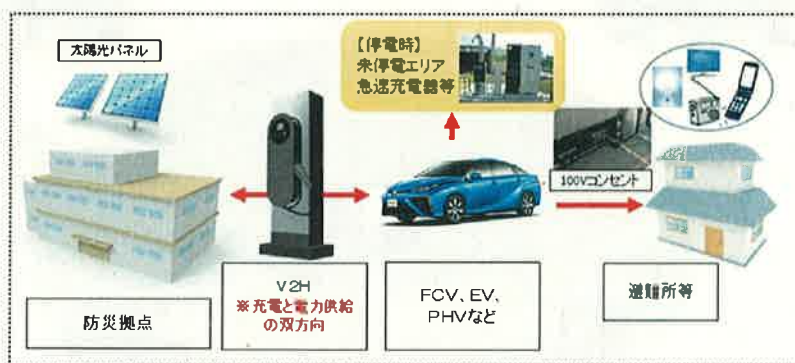 太陽光パネル
【停電時】
未停電エリア
急速充電器等
100Vコンセント
防災拠点
V2H
※充電と電力供給
の双方向
FCV、EV、
PHVなど
避難所等